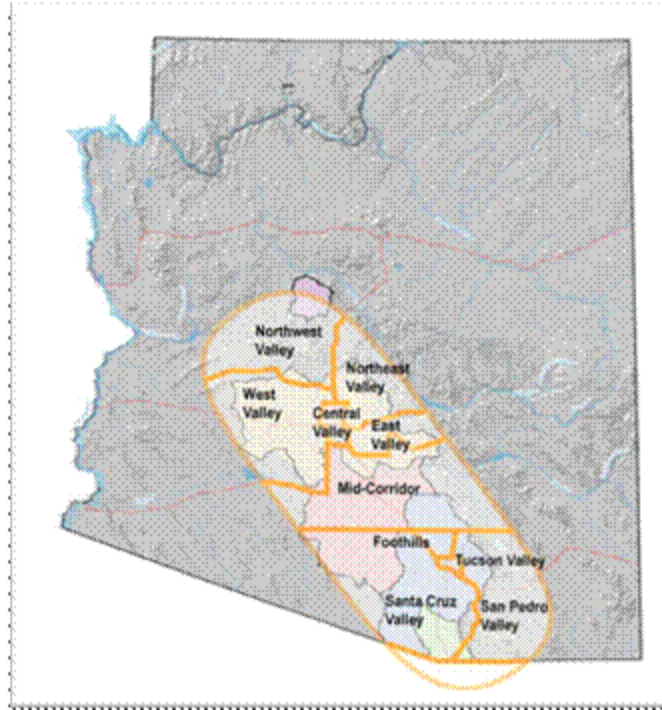 Northwest
Valley
Northeast
Valley
West
Valley
Central
Valley
East
Valley
Mid-Corridor
Foothills
Tucson Valley
Santa Cruz
Valley
San Pedro
Valley